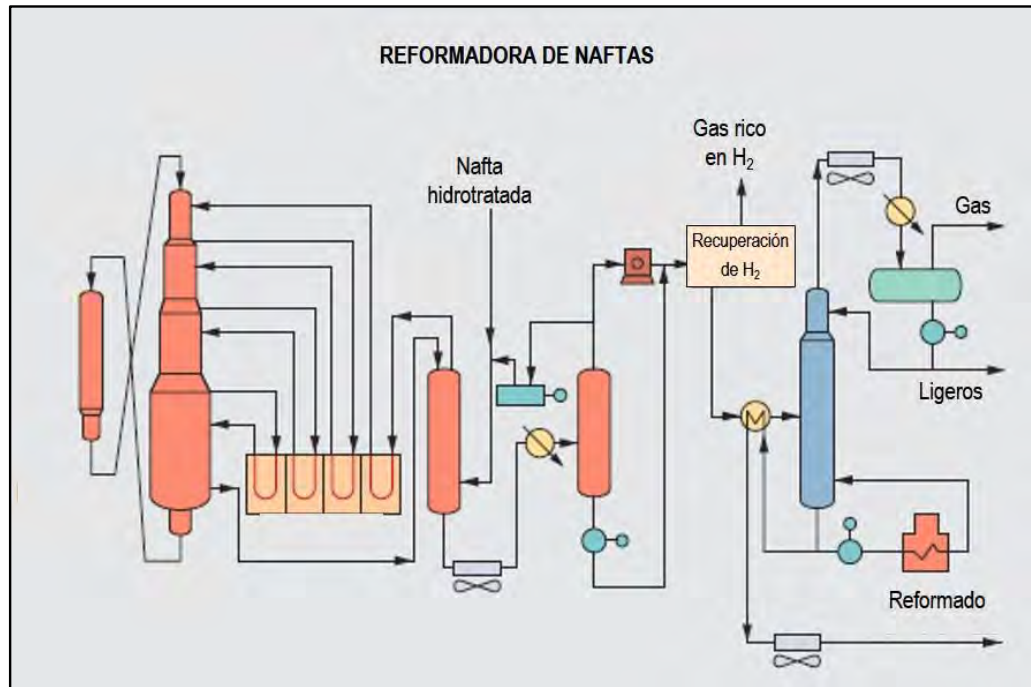 REFORMADORA DE NAFTAS
Gas rico
en H₂
Nafta
hidrotratada
Gas
Recuperación
de H₂
Ligeros
Reformado